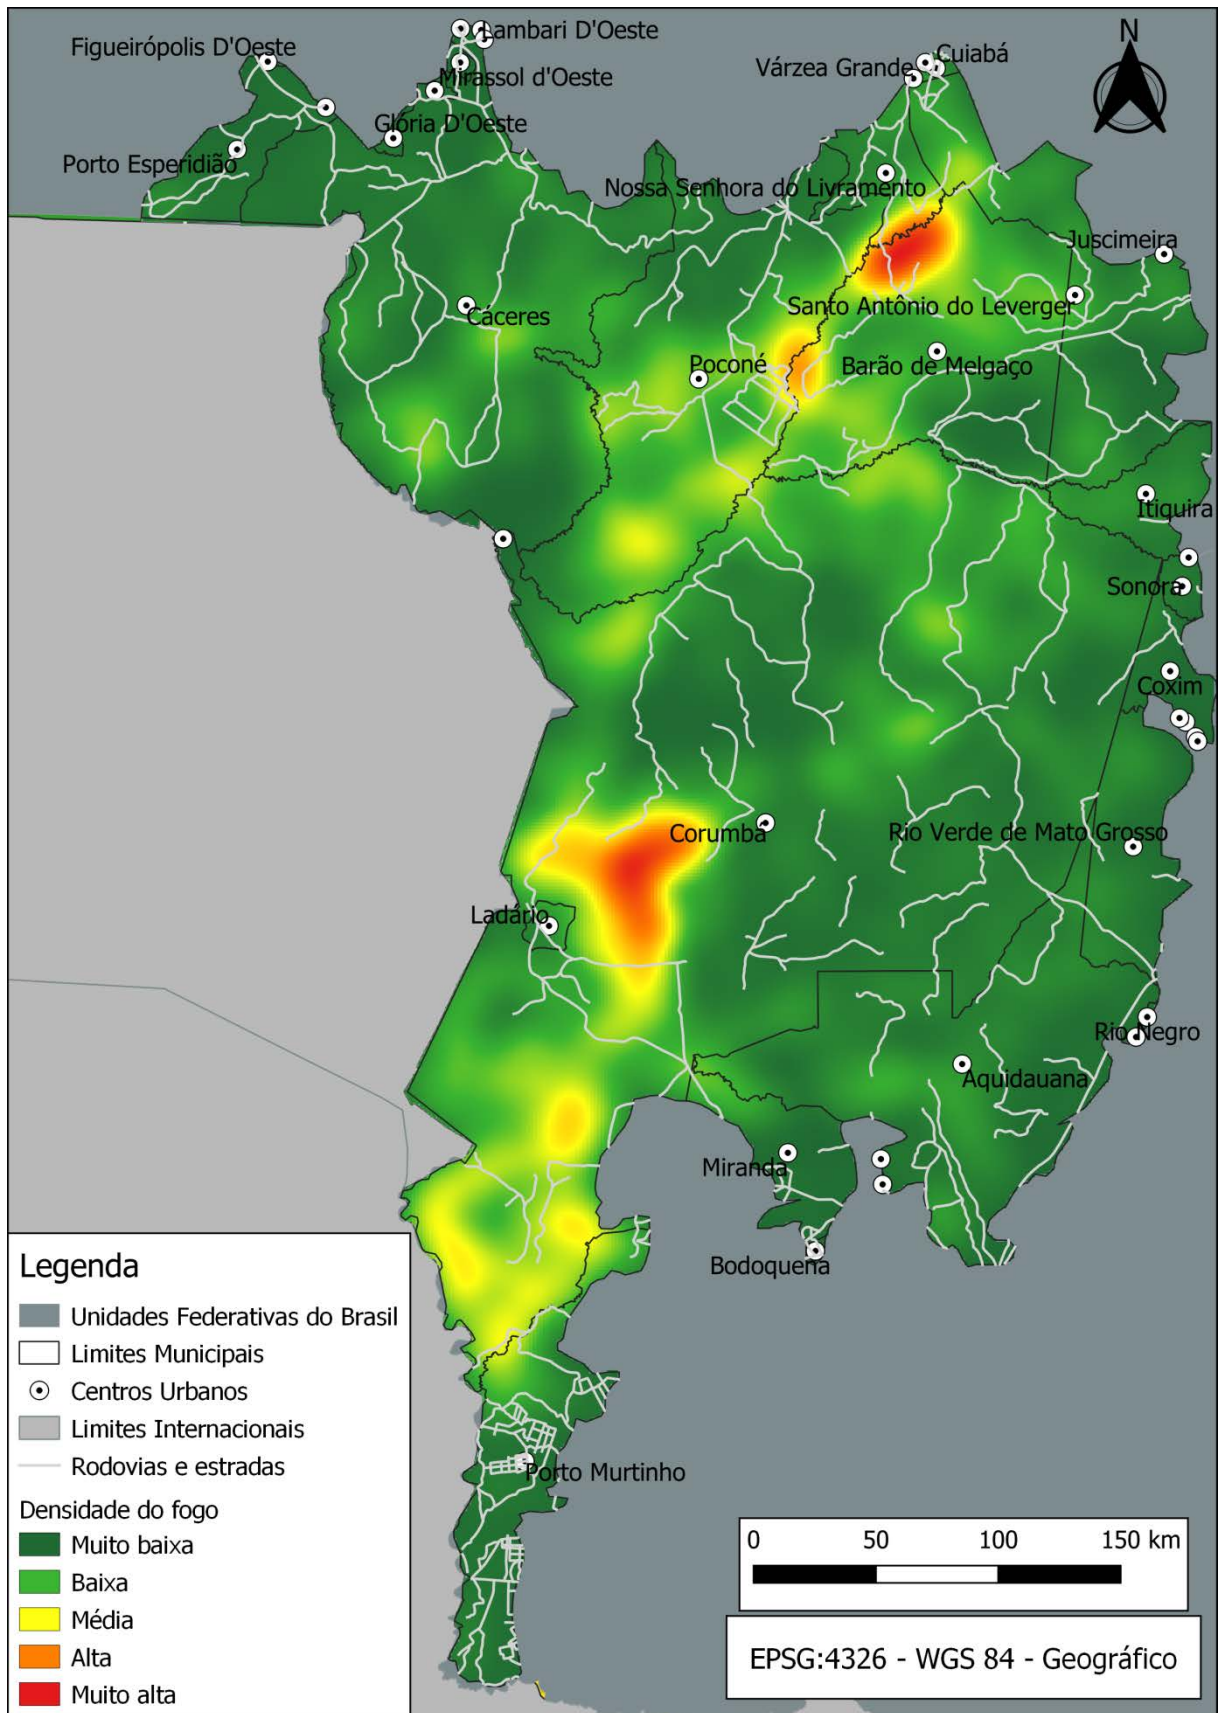 N
Lambari D'Oeste
Figueirópolis D'Oeste
Cuiabá
Várzea Grande
Mirassol d'Oeste
Glória D'Oeste
Porto Esperidião
Nossa Senhora do Livramento
Juscimeira
Santo Antônio do Leverger
Cáceres
Poconé
Barão de Melgaço
Itiquira
Sonora
Coxim
Corumbá
Rio Verde de Mato Grosso
Ladário
Rio Negro
Aquidauana
Miranda
Bodoquena
Porto Murtinho
Legenda
Unidades Federativas do Brasil
Limites Municipais
Centros Urbanos
Limites Internacionais
Rodovias e estradas
Densidade do fogo
Muito baixa
Baixa
Média
Alta
Muito alta
0 50 100 150 km
EPSG:4326 - WGS 84 - Geográfico